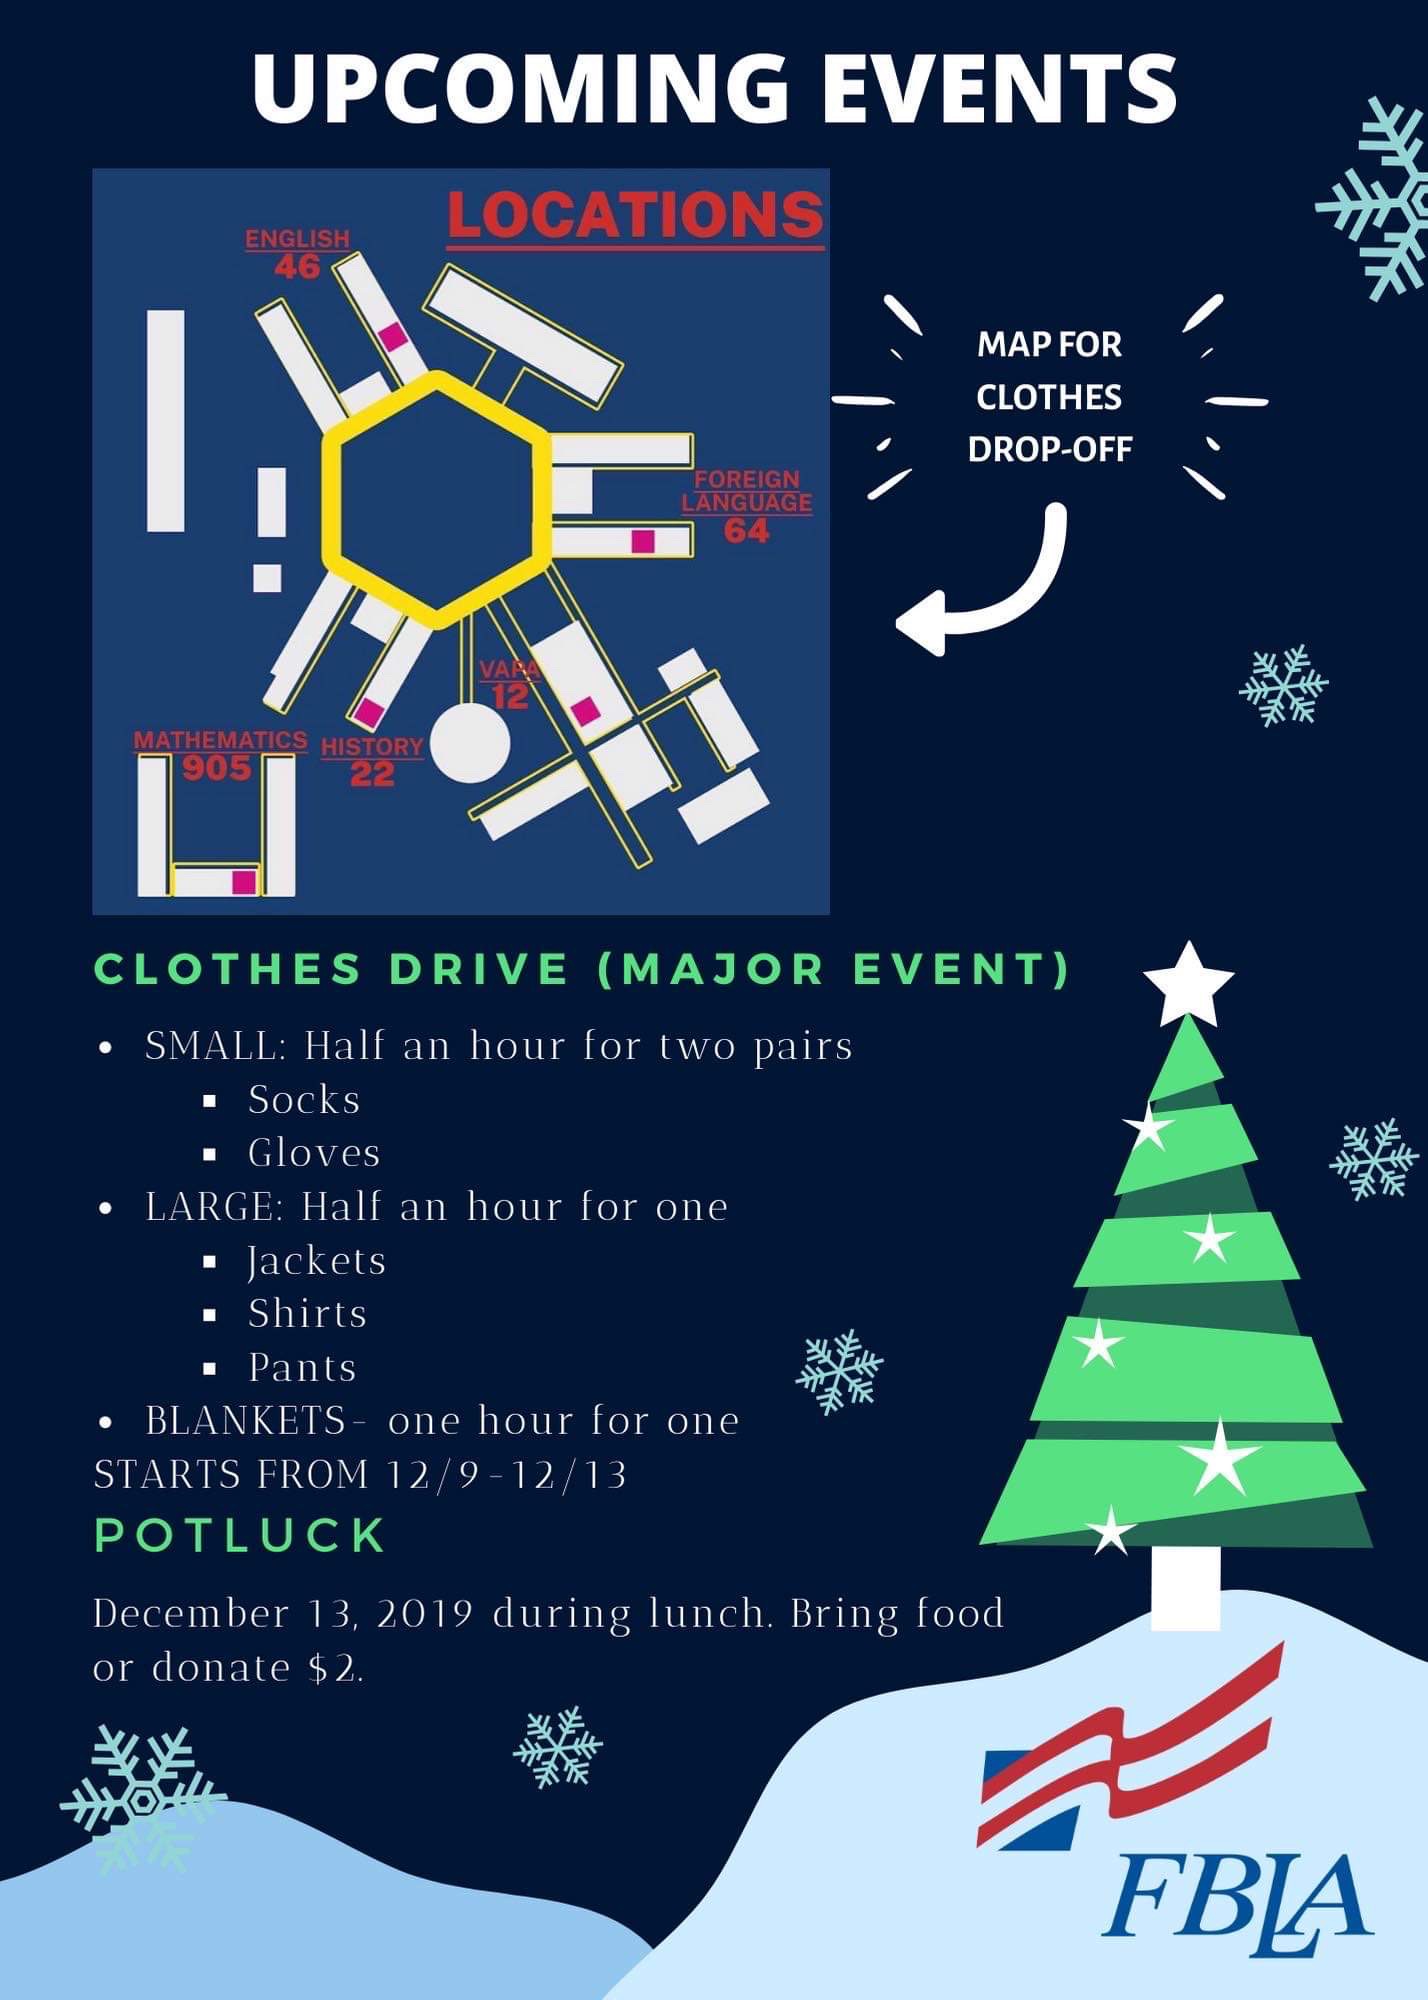 UPCOMING EVENTS
LOCATIONS
ENGLISH
46
FOREIGN
LANGUAGE
64
VAPA
12
MATHEMATICS
905
HISTORY
22
MAP FOR
CLOTHES
DROP-OFF
CLOTHES DRIVE (MAJOR EVENT)
• SMALL: Half an hour for two pairs
▪ Socks
▪ Gloves
• LARGE: Half an hour for one
▪ Jackets
▪ Shirts
▪ Pants
• BLANKETS- one hour for one
STARTS FROM 12/9-12/13
POTLUCK
December 13, 2019 during lunch. Bring food
or donate $2.
FBLA